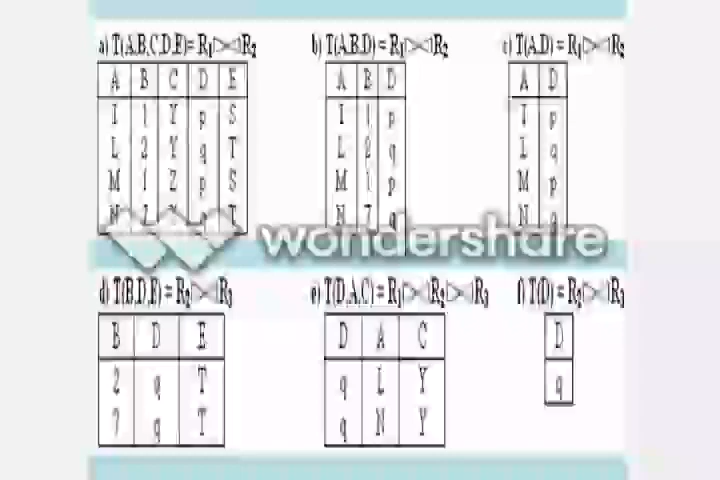 a) T(A,B,C,D,E)= R₁▷◁R₂
A B C D E
I 1 Y p S
L 2 Y q T
M 1 Z p S
N
b) T(A,B,D) = R₁▷◁R₂
A B D
I 1 p
L 2 q
M 1 p
N 7 q
c) T(A,D) = R₁▷◁R₂
A D
I p
L q
M p
N q
wondershare
d) T(B,D,E) = R₂▷◁R₃
B D E
2 q T
7 q T
e) T(D,A,C) = R₁▷◁R₂▷◁R₃
D A C
q L Y
q N Y
f) T(D) = R₂▷◁R₃
D
q